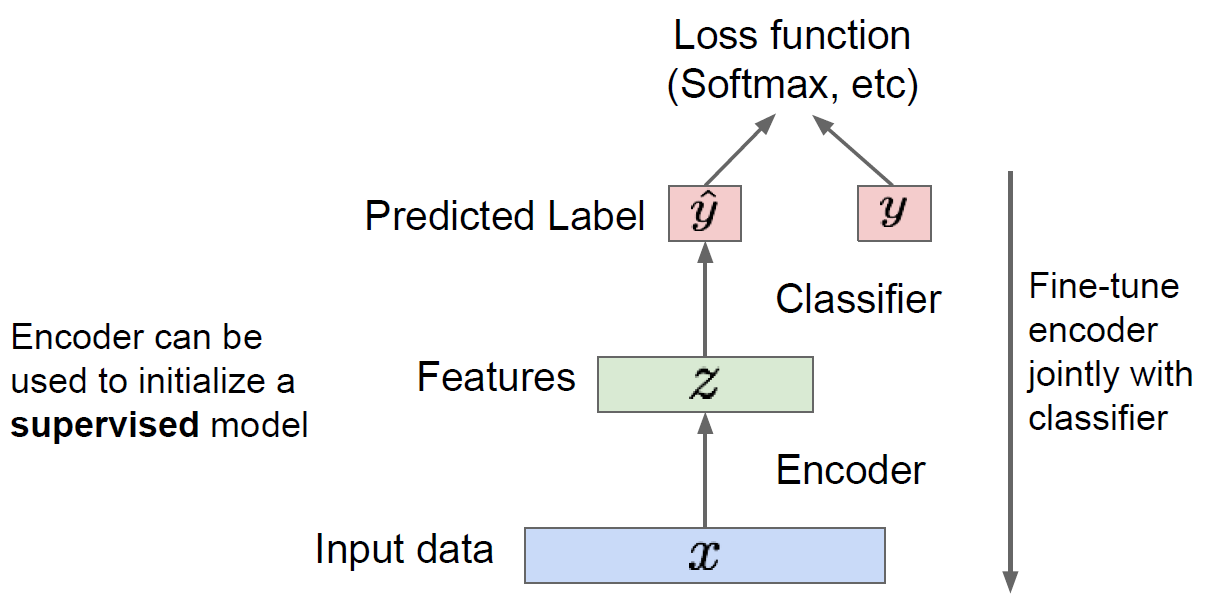 Loss function
(Softmax, etc)
Predicted Label
ŷ
y
Classifier
Fine-tune
encoder
jointly with
classifier
Encoder can be
used to initialize a
supervised model
Features
z
Encoder
Input data
x